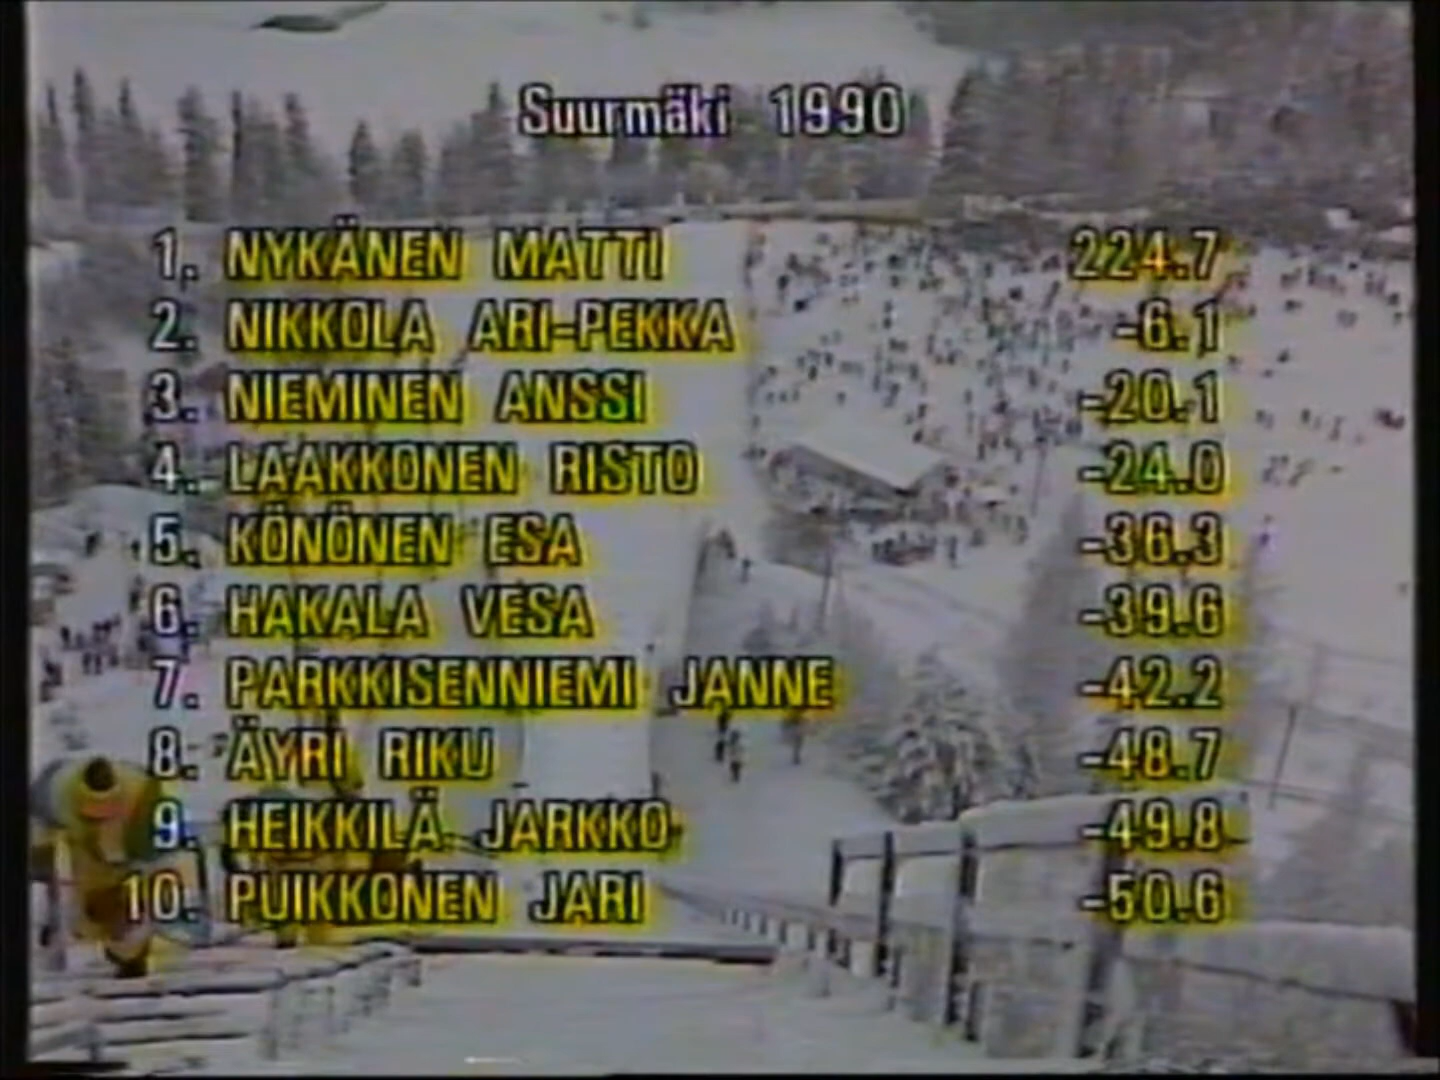 Suurmäki 1990
1. NYKÄNEN MATTI 224.7
2. NIKKOLA ARI-PEKKA -6.1
3. NIEMINEN ANSSI -20.1
4. LAAKKONEN RISTO -24.0
5. KÖNÖNEN ESA -36.3
6. HAKALA VESA -39.6
7. PARKKISENNIEMI JANNE -42.2
8. ÄYRI RIKU -48.7
9. HEIKKILÄ JARKKO -49.8
10. PUIKKONEN JARI -50.6